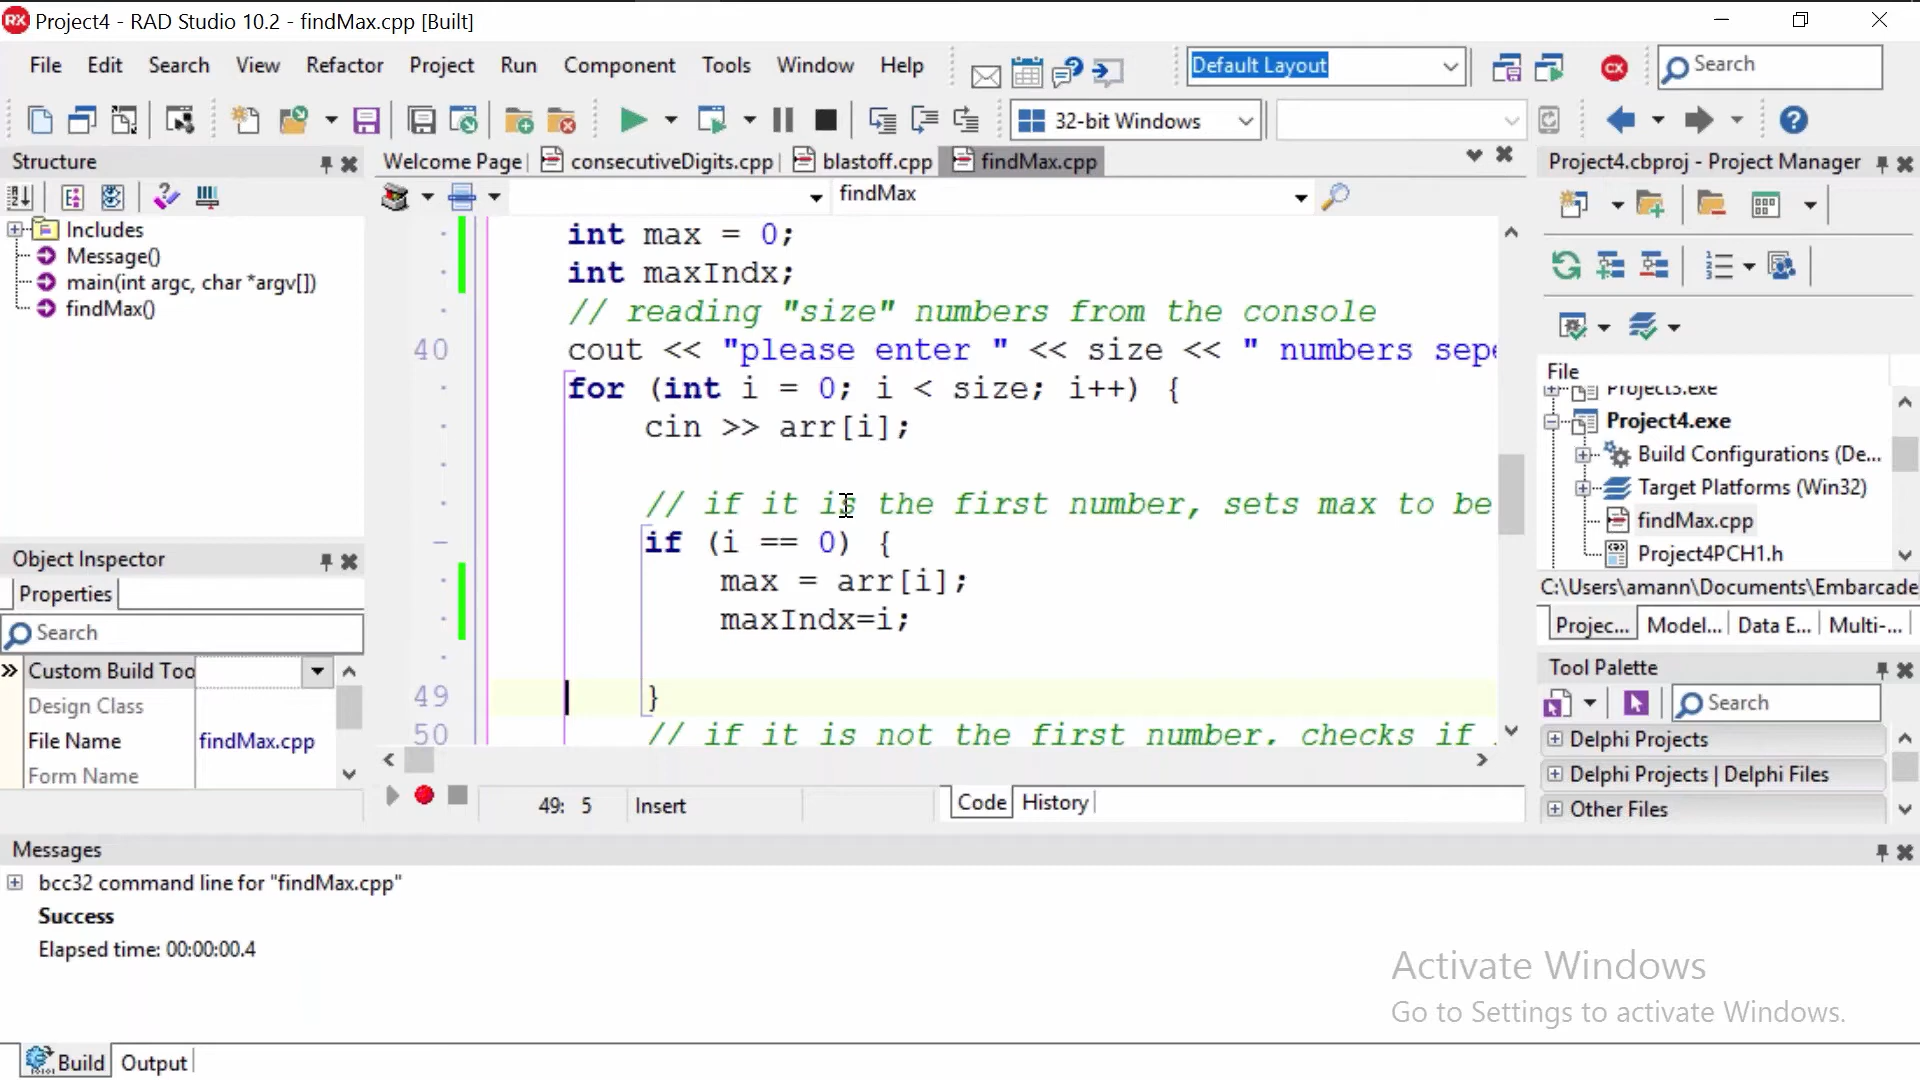 Project4 - RAD Studio 10.2 - findMax.cpp [Built]
File Edit Search View Refactor Project Run Component Tools Window Help
Default Layout
Search
32-bit Windows
Structure
Welcome Page
consecutiveDigits.cpp
blastoff.cpp
findMax.cpp
Project4.cbproj - Project Manager
findMax
Includes
Message()
main(int argc, char *argv[])
findMax()
int max = 0;
int maxIndx;
// reading "size" numbers from the console
40 cout << "please enter " << size << " numbers sepe
for (int i = 0; i < size; i++) {
cin >> arr[i];
// if it is the first number, sets max to be
if (i == 0) {
max = arr[i];
maxIndx=i;
49 }
50 // if it is not the first number, checks if
49: 5 Insert
Code History
File
Project4.exe
Build Configurations (De...
Target Platforms (Win32)
findMax.cpp
Project4PCH1.h
C:\Users\amann\Documents\Embarcade
Projec... Model... Data E... Multi-...
Tool Palette
Search
Delphi Projects
Delphi Projects | Delphi Files
Other Files
Object Inspector
Properties
Search
Custom Build Too
Design Class
File Name findMax.cpp
Form Name
Messages
bcc32 command line for "findMax.cpp"
Success
Elapsed time: 00:00:00.4
Activate Windows
Go to Settings to activate Windows.
Build Output